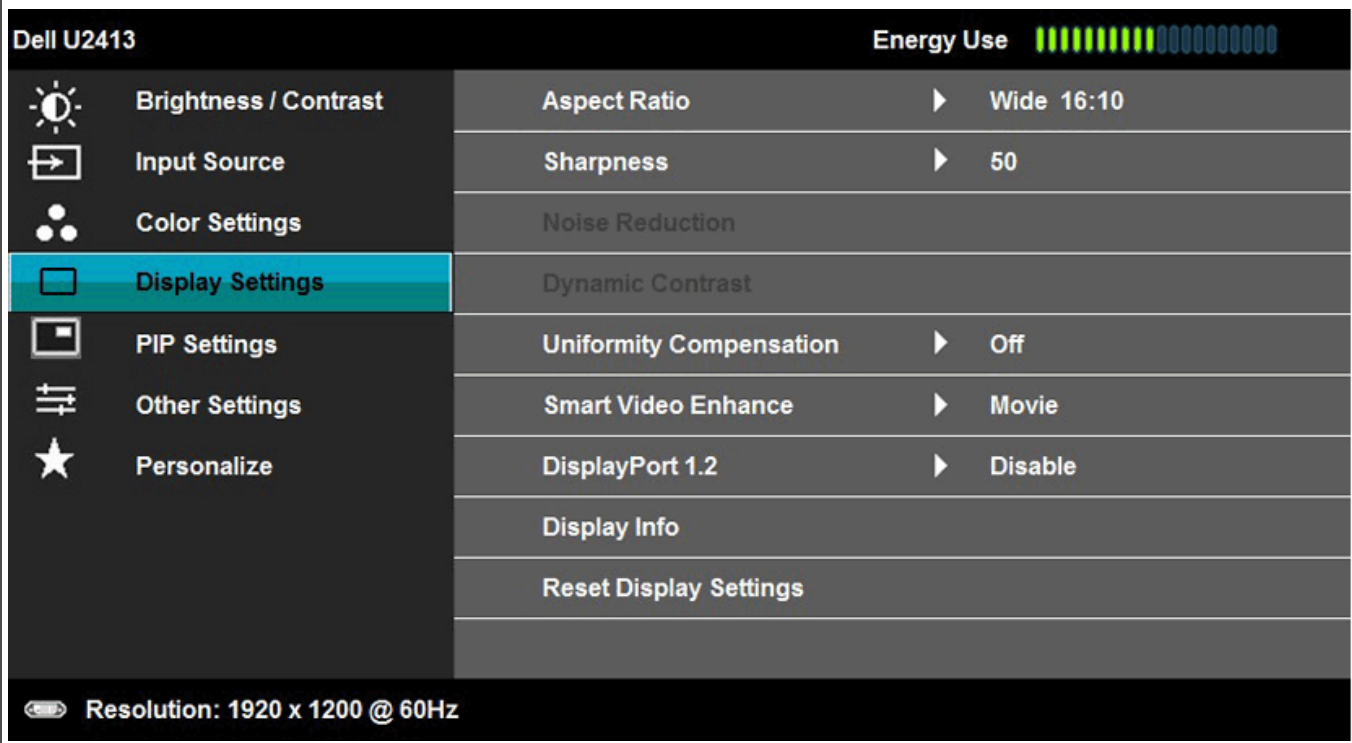 Dell U2413 Energy Use
Brightness / Contrast Aspect Ratio Wide 16:10
Input Source Sharpness 50
Color Settings Noise Reduction
Display Settings Dynamic Contrast
PIP Settings Uniformity Compensation Off
Other Settings Smart Video Enhance Movie
Personalize DisplayPort 1.2 Disable
Display Info
Reset Display Settings
Resolution: 1920 x 1200 @ 60Hz